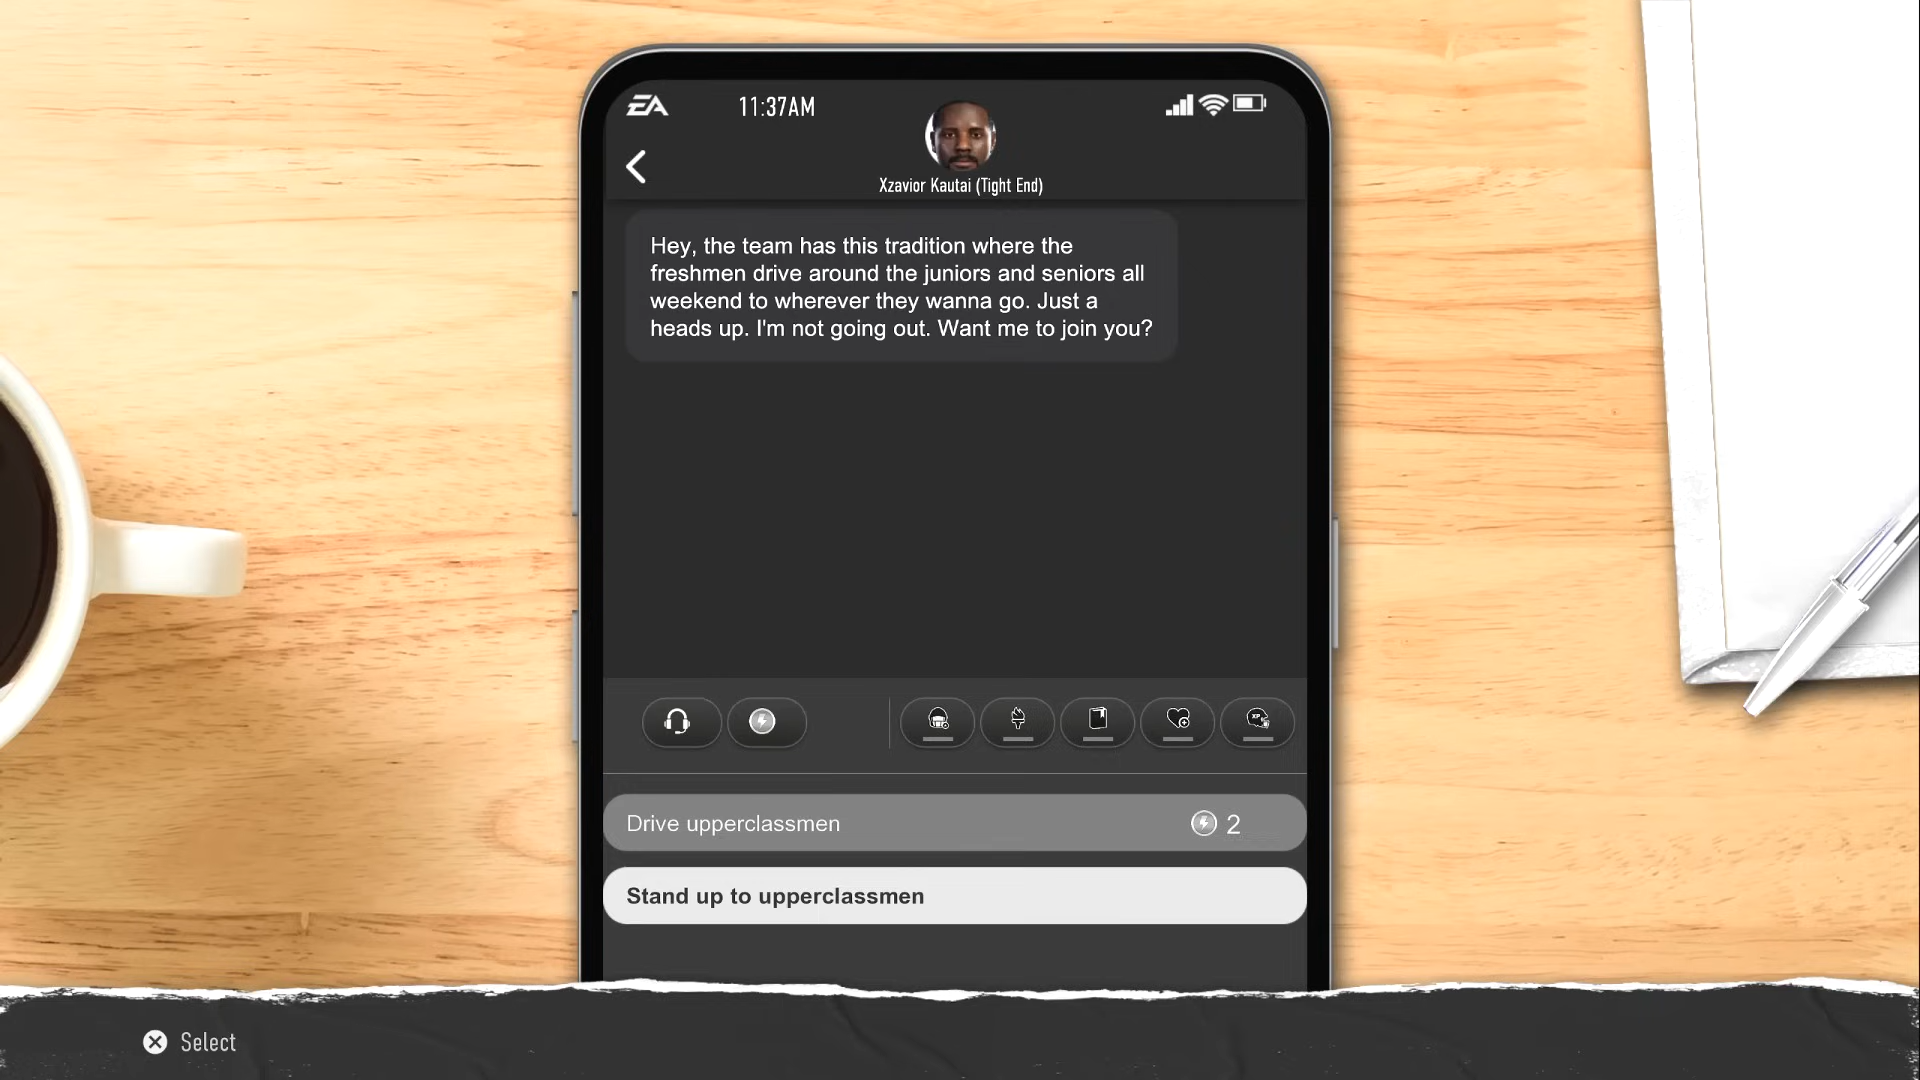 EA
11:37AM
Xzavior Kautai (Tight End)
Hey, the team has this tradition where the
freshmen drive around the juniors and seniors all
weekend to wherever they wanna go. Just a
heads up. I'm not going out. Want me to join you?
XP
Drive upperclassmen 2
Stand up to upperclassmen
Select